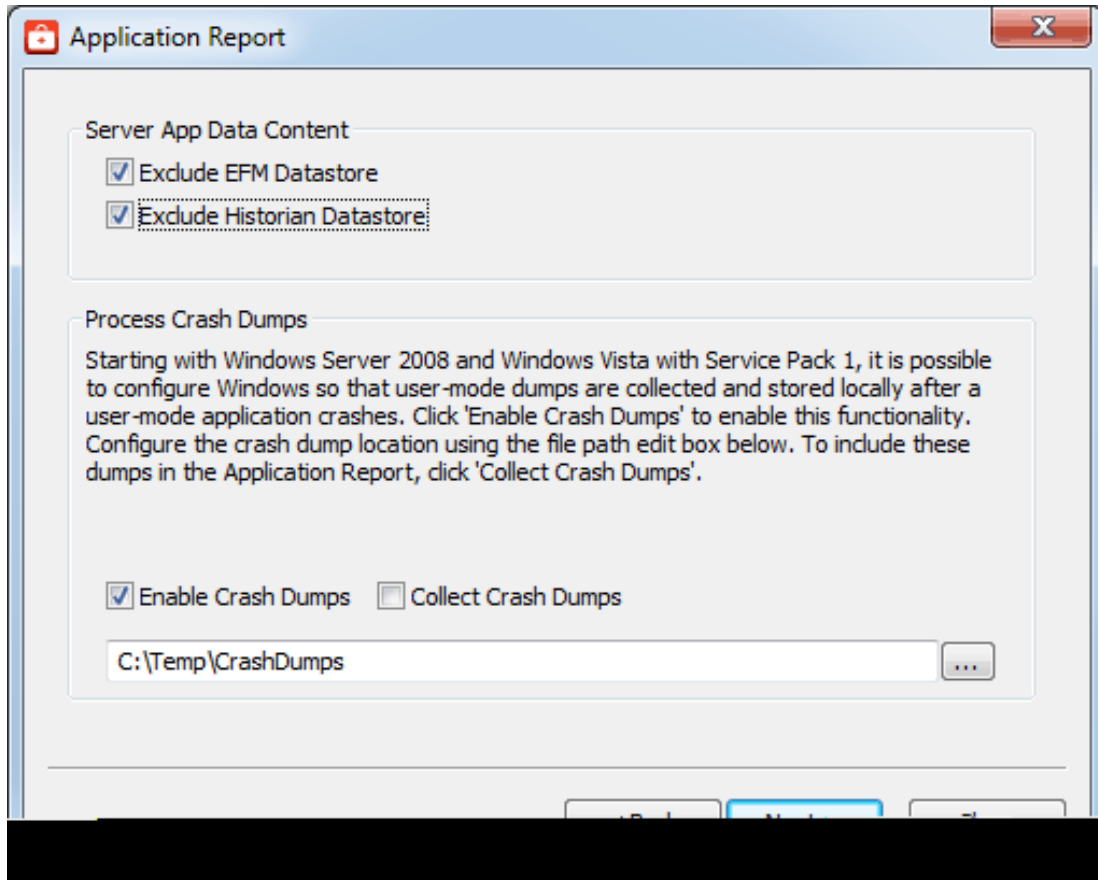 Application Report
Server App Data Content
Exclude EFM Datastore
Exclude Historian Datastore
Process Crash Dumps
Starting with Windows Server 2008 and Windows Vista with Service Pack 1, it is possible
to configure Windows so that user-mode dumps are collected and stored locally after a
user-mode application crashes. Click 'Enable Crash Dumps' to enable this functionality.
Configure the crash dump location using the file path edit box below. To include these
dumps in the Application Report, click 'Collect Crash Dumps'.
Enable Crash Dumps Collect Crash Dumps
C:\Temp\CrashDumps
...